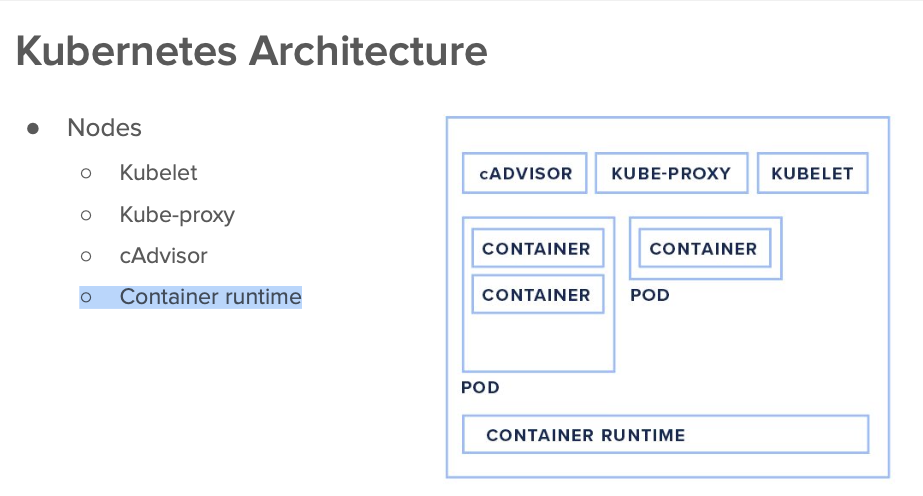 Kubernetes Architecture
● Nodes
○ Kubelet
○ Kube-proxy
○ cAdvisor
○ Container runtime
cADVISOR
KUBE-PROXY
KUBELET
CONTAINER
CONTAINER
POD
CONTAINER
POD
CONTAINER RUNTIME